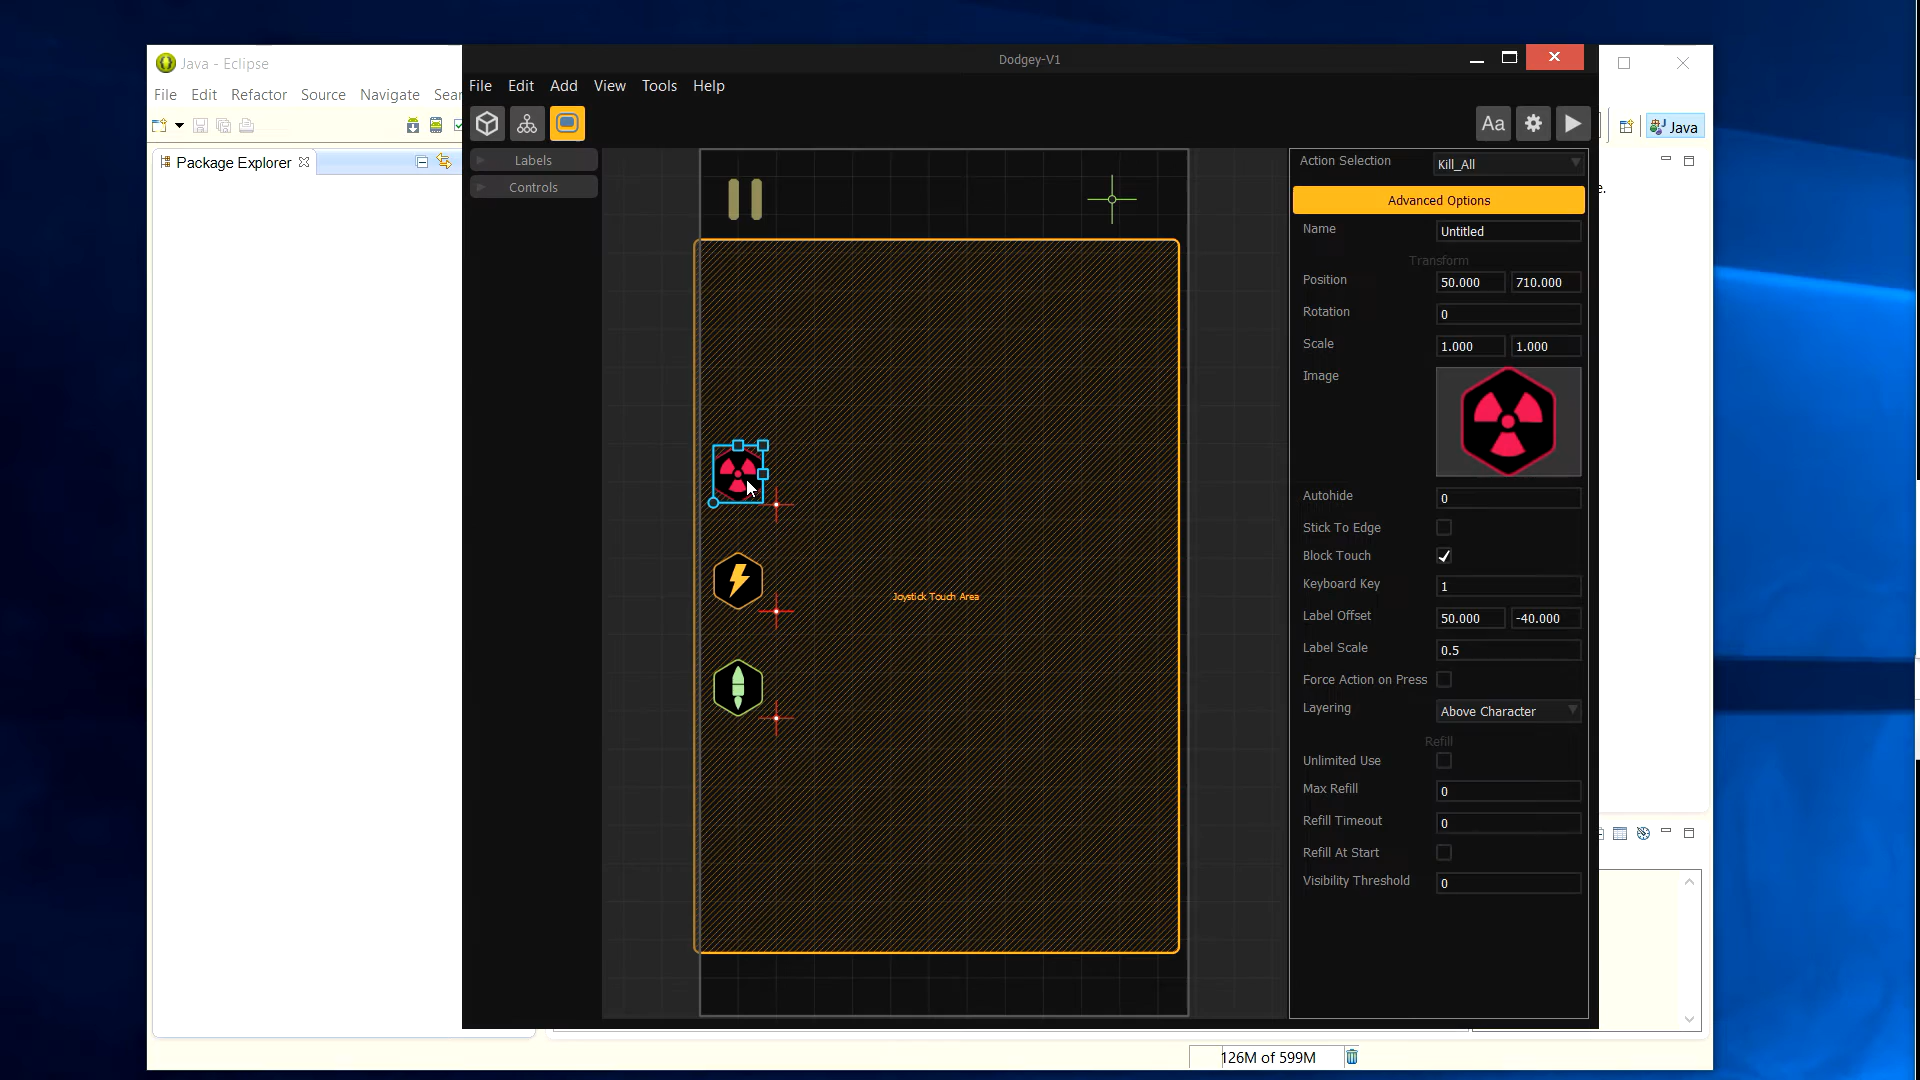 Java - Eclipse
File Edit Refactor Source Navigate Sear
Package Explorer
Java
e.
126M of 599M
Dodgey-V1
File Edit Add View Tools Help
Aa
Labels
Controls
Joystick Touch Area
Action Selection Kill_All
Advanced Options
Name Untitled
Transform
Position 50.000 710.000
Rotation 0
Scale 1.000 1.000
Image
Autohide 0
Stick To Edge
Block Touch
Keyboard Key 1
Label Offset 50.000 -40.000
Label Scale 0.5
Force Action on Press
Layering Above Character
Refill
Unlimited Use
Max Refill 0
Refill Timeout 0
Refill At Start
Visibility Threshold 0